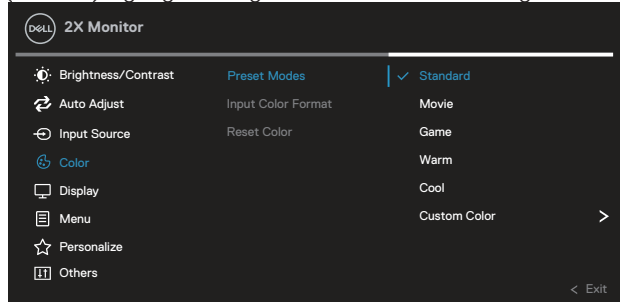 DELL 2X Monitor
Brightness/Contrast Preset Modes Standard
Auto Adjust Input Color Format Movie
Input Source Reset Color Game
Color Warm
Display Cool
Menu Custom Color >
Personalize
Others
< Exit